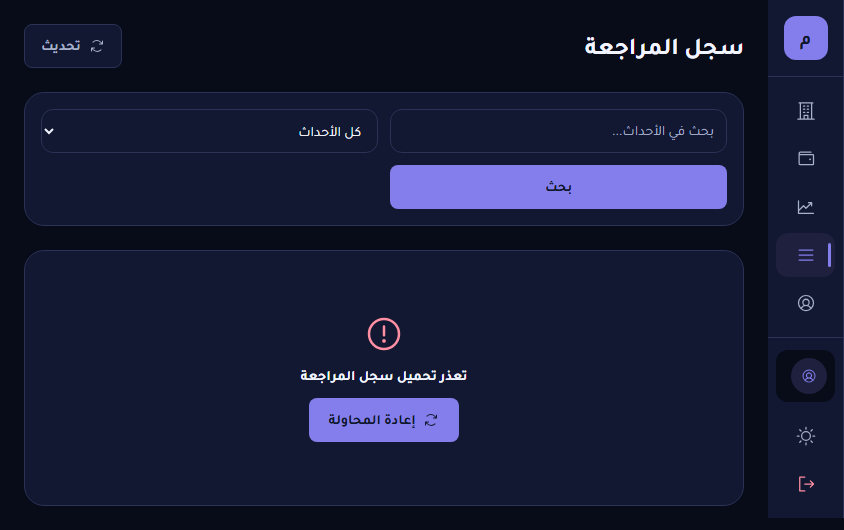 م
سجل المراجعة
تحديث
بحث في الأحداث...
كل الأحداث
بحث
تعذر تحميل سجل المراجعة
إعادة المحاولة